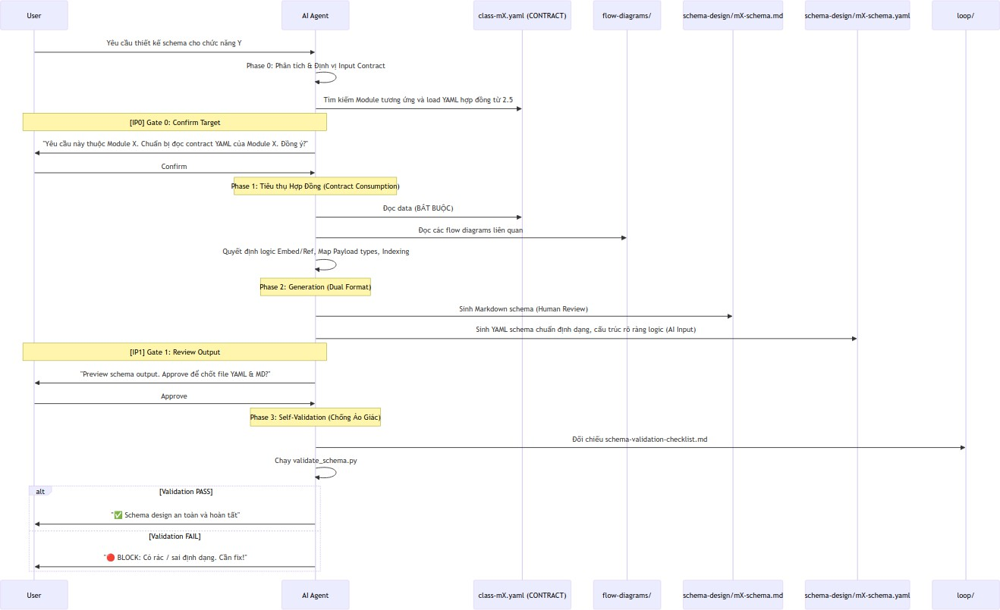 User
AI Agent
class-mX.yaml (CONTRACT)
flow-diagrams/
schema-design/mX-schema.md
schema-design/mX-schema.yaml
loop/
Yêu cầu thiết kế schema cho chức năng Y
Phase 0: Phân tích & Định vị Input Contract
Tìm kiếm Module tương ứng và load YAML hợp đồng từ 2.5
[IP0] Gate 0: Confirm Target
"Yêu cầu này thuộc Module X. Chuẩn bị đọc contract YAML của Module X. Đồng ý?"
Confirm
Phase 1: Tiêu thụ Hợp Đồng (Contract Consumption)
Đọc data (BẮT BUỘC)
Đọc các flow diagrams liên quan
Quyết định logic Embed/Ref, Map Payload types, Indexing
Phase 2: Generation (Dual Format)
Sinh Markdown schema (Human Review)
Sinh YAML schema chuẩn định dạng, cấu trúc rõ ràng logic (AI Input)
[IP1] Gate 1: Review Output
"Preview schema output. Approve để chốt file YAML & MD?"
Approve
Phase 3: Self-Validation (Chống Ảo Giác)
Đối chiếu schema-validation-checklist.md
Chạy validate_schema.py
alt
[Validation PASS]
"✅ Schema design an toàn và hoàn tất"
[Validation FAIL]
"🔴 BLOCK: Có rác / sai định dạng. Cần fix!"
User
AI Agent
class-mX.yaml (CONTRACT)
flow-diagrams/
schema-design/mX-schema.md
schema-design/mX-schema.yaml
loop/